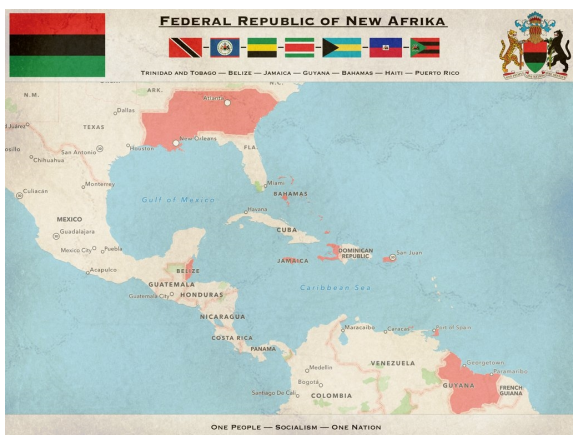 Federal Republic of New Afrika
Trinidad and Tobago — Belize — Jamaica — Guyana — Bahamas — Haiti — Puerto Rico
N.M.
ARK.
N.C.
Atlanta
Dallas
TEXAS
New Orleans
Houston
San Antonio
FLA.
Chihuahua
Miami
Monterrey
BAHAMAS
Culiacan
Gulf of Mexico
Havana
MEXICO
CUBA
Guadalajara
Mexico City
Puebla
DOMINICAN
REPUBLIC
San Juan
JAMAICA
Acapulco
BELIZE
GUATEMALA
Caribbean Sea
Guatemala City
HONDURAS
NICARAGUA
COSTA RICA
Maracaibo
Caracas
Port of Spain
PANAMA
VENEZUELA
Georgetown
Medellin
Paramaribo
Bogotá
GUYANA
FRENCH
GUIANA
Santiago De Cali
COLOMBIA
One People — Socialism — One Nation